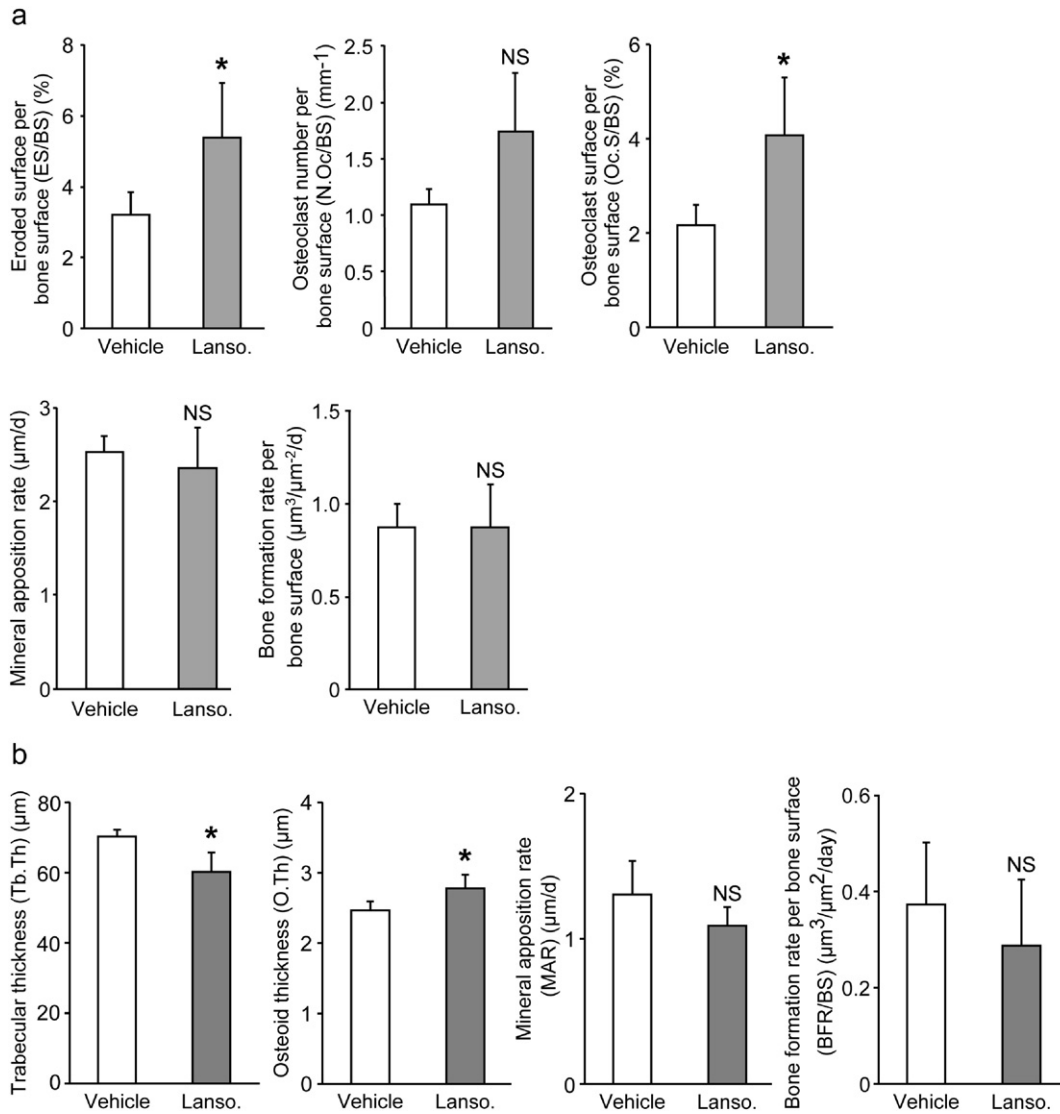 a
Eroded surface per
bone surface (ES/BS) (%)
8
6
4
2
0
*
Vehicle Lanso.
Osteoclast number per
bone surface (N.Oc/BS) (mm-1)
2.5
2.0
1.5
1.0
0.5
0
NS
Vehicle Lanso.
Osteoclast surface per
bone surface (Oc.S/BS) (%)
6
4
2
0
*
Vehicle Lanso.
Mineral apposition rate (µm/d)
3
2
1
0
NS
Vehicle Lanso.
Bone formation rate per
bone surface (µm³/µm⁻²/d)
1.5
1.0
0.5
0
NS
Vehicle Lanso.
b
Trabecular thickness (Tb.Th) (µm)
80
60
40
20
0
*
Vehicle Lanso.
Osteoid thickness (O.Th) (µm)
4
3
2
1
0
*
Vehicle Lanso.
Mineral apposition rate
(MAR) (µm/d)
2
1
0
NS
Vehicle Lanso.
Bone formation rate per bone surface
(BFR/BS) (µm³/µm²/day)
0.6
0.4
0.2
0
NS
Vehicle Lanso.